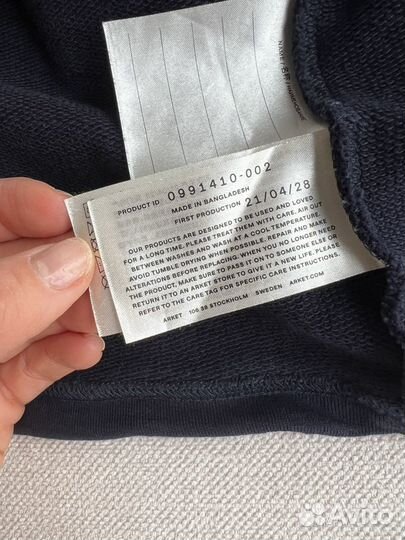 PRODUCT ID 0991410-002
MADE IN BANGLADESH
FIRST PRODUCTION 21/04/28
OUR PRODUCTS ARE DESIGNED TO BE USED AND LOVED
FOR A LONG TIME. PLEASE TREAT THEM WITH CARE. AIR OUT
BETWEEN WASHES AND WASH AT A COOL TEMPERATURE.
AVOID TUMBLE DRYING WHEN POSSIBLE. REPAIR AND MAKE
ALTERATIONS BEFORE REPLACING. WHEN YOU NO LONGER NEED
THE PRODUCT, MAKE SURE TO PASS IT ON TO SOMEONE ELSE OR
RETURN IT TO AN ARKET STORE TO GIVE IT A NEW LIFE. PLEASE
REFER TO THE CARE TAG FOR SPECIFIC CARE INSTRUCTIONS.
ARKET 106 38 STOCKHOLM SWEDEN ARKET.COM
Avito